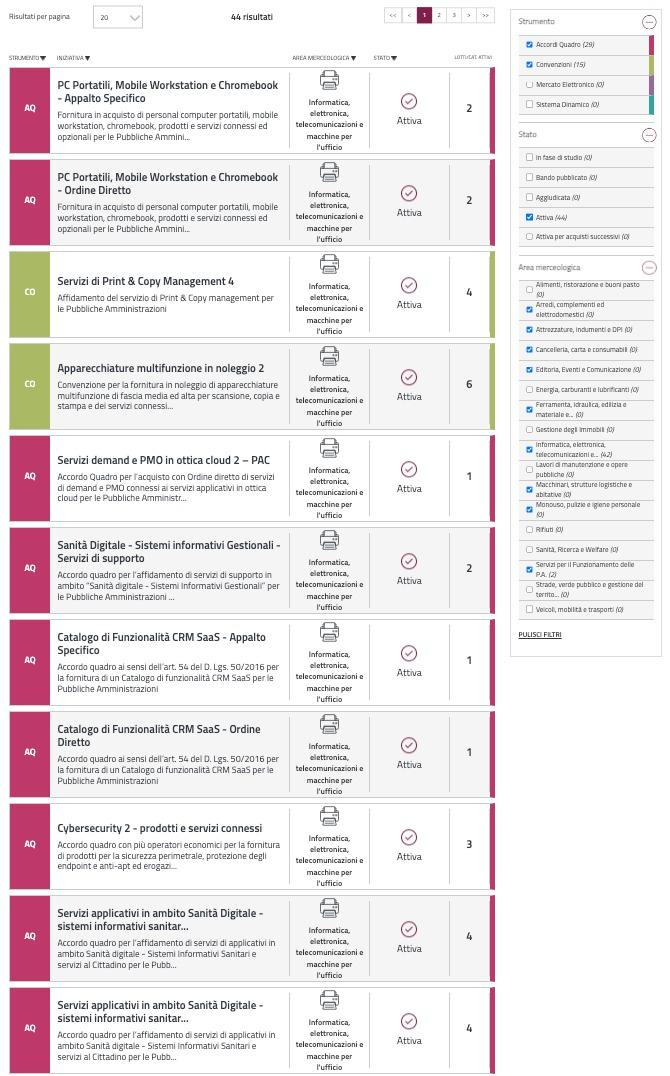 Risultati per pagina
20
44 risultati
<< < 1 2 3 > >>
STRUMENTO▼ INIZIATIVA ▼ AREA MERCEOLOGICA ▼ STATO▼ LOTTI/CAT. ATTIVI
AQ
PC Portatili, Mobile Workstation e Chromebook
- Appalto Specifico
Fornitura in acquisto di personal computer portatili, mobile
workstation, chromebook, prodotti e servizi connessi ed
opzionali per le Pubbliche Ammini...
Informatica,
elettronica,
telecomunicazioni e
macchine per
l'ufficio
Attiva
2
AQ
PC Portatili, Mobile Workstation e Chromebook
- Ordine Diretto
Fornitura in acquisto di personal computer portatili, mobile
workstation, chromebook, prodotti e servizi connessi ed
opzionali per le Pubbliche Ammini...
Informatica,
elettronica,
telecomunicazioni e
macchine per
l'ufficio
Attiva
2
CO
Servizi di Print & Copy Management 4
Affidamento del servizio di Print & Copy management per
le Pubbliche Amministrazioni
Informatica,
elettronica,
telecomunicazioni e
macchine per
l'ufficio
Attiva
4
CO
Apparecchiature multifunzione in noleggio 2
Convenzione per la fornitura in noleggio di apparecchiature
multifunzione di fascia media ed alta per scansione, copia e
stampa e dei servizi connessi...
Informatica,
elettronica,
telecomunicazioni e
macchine per
l'ufficio
Attiva
6
AQ
Servizi demand e PMO in ottica cloud 2 – PAC
Accordo Quadro per l'acquisto con Ordine diretto di servizi
di demand e PMO connessi ai servizi applicativi in ottica
cloud per le Pubbliche Amministr...
Informatica,
elettronica,
telecomunicazioni e
macchine per
l'ufficio
Attiva
1
AQ
Sanità Digitale - Sistemi informativi Gestionali -
Servizi di supporto
Accordo quadro per l'affidamento di servizi di supporto in
ambito "Sanità digitale - Sistemi Informativi Gestionali" per
le Pubbliche Amministrazioni ...
Informatica,
elettronica,
telecomunicazioni e
macchine per
l'ufficio
Attiva
2
AQ
Catalogo di Funzionalità CRM SaaS - Appalto
Specifico
Accordo quadro ai sensi dell'art. 54 del D. Lgs. 50/2016 per
la fornitura di un Catalogo di funzionalità CRM SaaS per le
Pubbliche Amministrazioni
Informatica,
elettronica,
telecomunicazioni e
macchine per
l'ufficio
Attiva
1
AQ
Catalogo di Funzionalità CRM SaaS - Ordine
Diretto
Accordo quadro ai sensi dell'art. 54 del D. Lgs. 50/2016 per
la fornitura di un Catalogo di funzionalità CRM SaaS per le
Pubbliche Amministrazioni
Informatica,
elettronica,
telecomunicazioni e
macchine per
l'ufficio
Attiva
1
AQ
Cybersecurity 2 - prodotti e servizi connessi
Accordo quadro con più operatori economici per la fornitura
di prodotti per la sicurezza perimetrale, protezione degli
endpoint e anti-apt ed erogazi...
Informatica,
elettronica,
telecomunicazioni e
macchine per
l'ufficio
Attiva
3
AQ
Servizi applicativi in ambito Sanità Digitale -
sistemi informativi sanitar...
Accordo quadro per l'affidamento di servizi di applicativi in
ambito Sanità digitale - Sistemi Informativi Sanitari e
servizi al Cittadino per le Pubb...
Informatica,
elettronica,
telecomunicazioni e
macchine per
l'ufficio
Attiva
4
AQ
Servizi applicativi in ambito Sanità Digitale -
sistemi informativi sanitar...
Accordo quadro per l'affidamento di servizi di applicativi in
ambito Sanità digitale - Sistemi Informativi Sanitari e
servizi al Cittadino per le Pubb...
Informatica,
elettronica,
telecomunicazioni e
macchine per
l'ufficio
Attiva
4
Strumento
Accordi Quadro (29)
Convenzioni (15)
Mercato Elettronico (0)
Sistema Dinamico (0)
Stato
In fase di studio (0)
Bando pubblicato (0)
Aggiudicata (0)
Attiva (44)
Attiva per acquisti successivi (0)
Area merceologica
Alimenti, ristorazione e buoni pasto
(0)
Arredi, complementi ed
elettrodomestici (0)
Attrezzature, indumenti e DPI (0)
Cancelleria, carta e consumabili (0)
Editoria, Eventi e Comunicazione (0)
Energia, carburanti e lubrificanti (0)
Ferramenta, idraulica, edilizia e
materiale e... (0)
Gestione degli Immobili (0)
Informatica, elettronica,
telecomunicazioni e... (42)
Lavori di manutenzione e opere
pubbliche (0)
Macchinari, strutture logistiche e
abitative (0)
Monouso, pulizie e igiene personale
(0)
Rifiuti (0)
Sanità, Ricerca e Welfare (0)
Servizi per il Funzionamento delle
P.A. (2)
Strade, verde pubblico e gestione del
territo... (0)
Veicoli, mobilità e trasporti (0)
PULISCI FILTRI